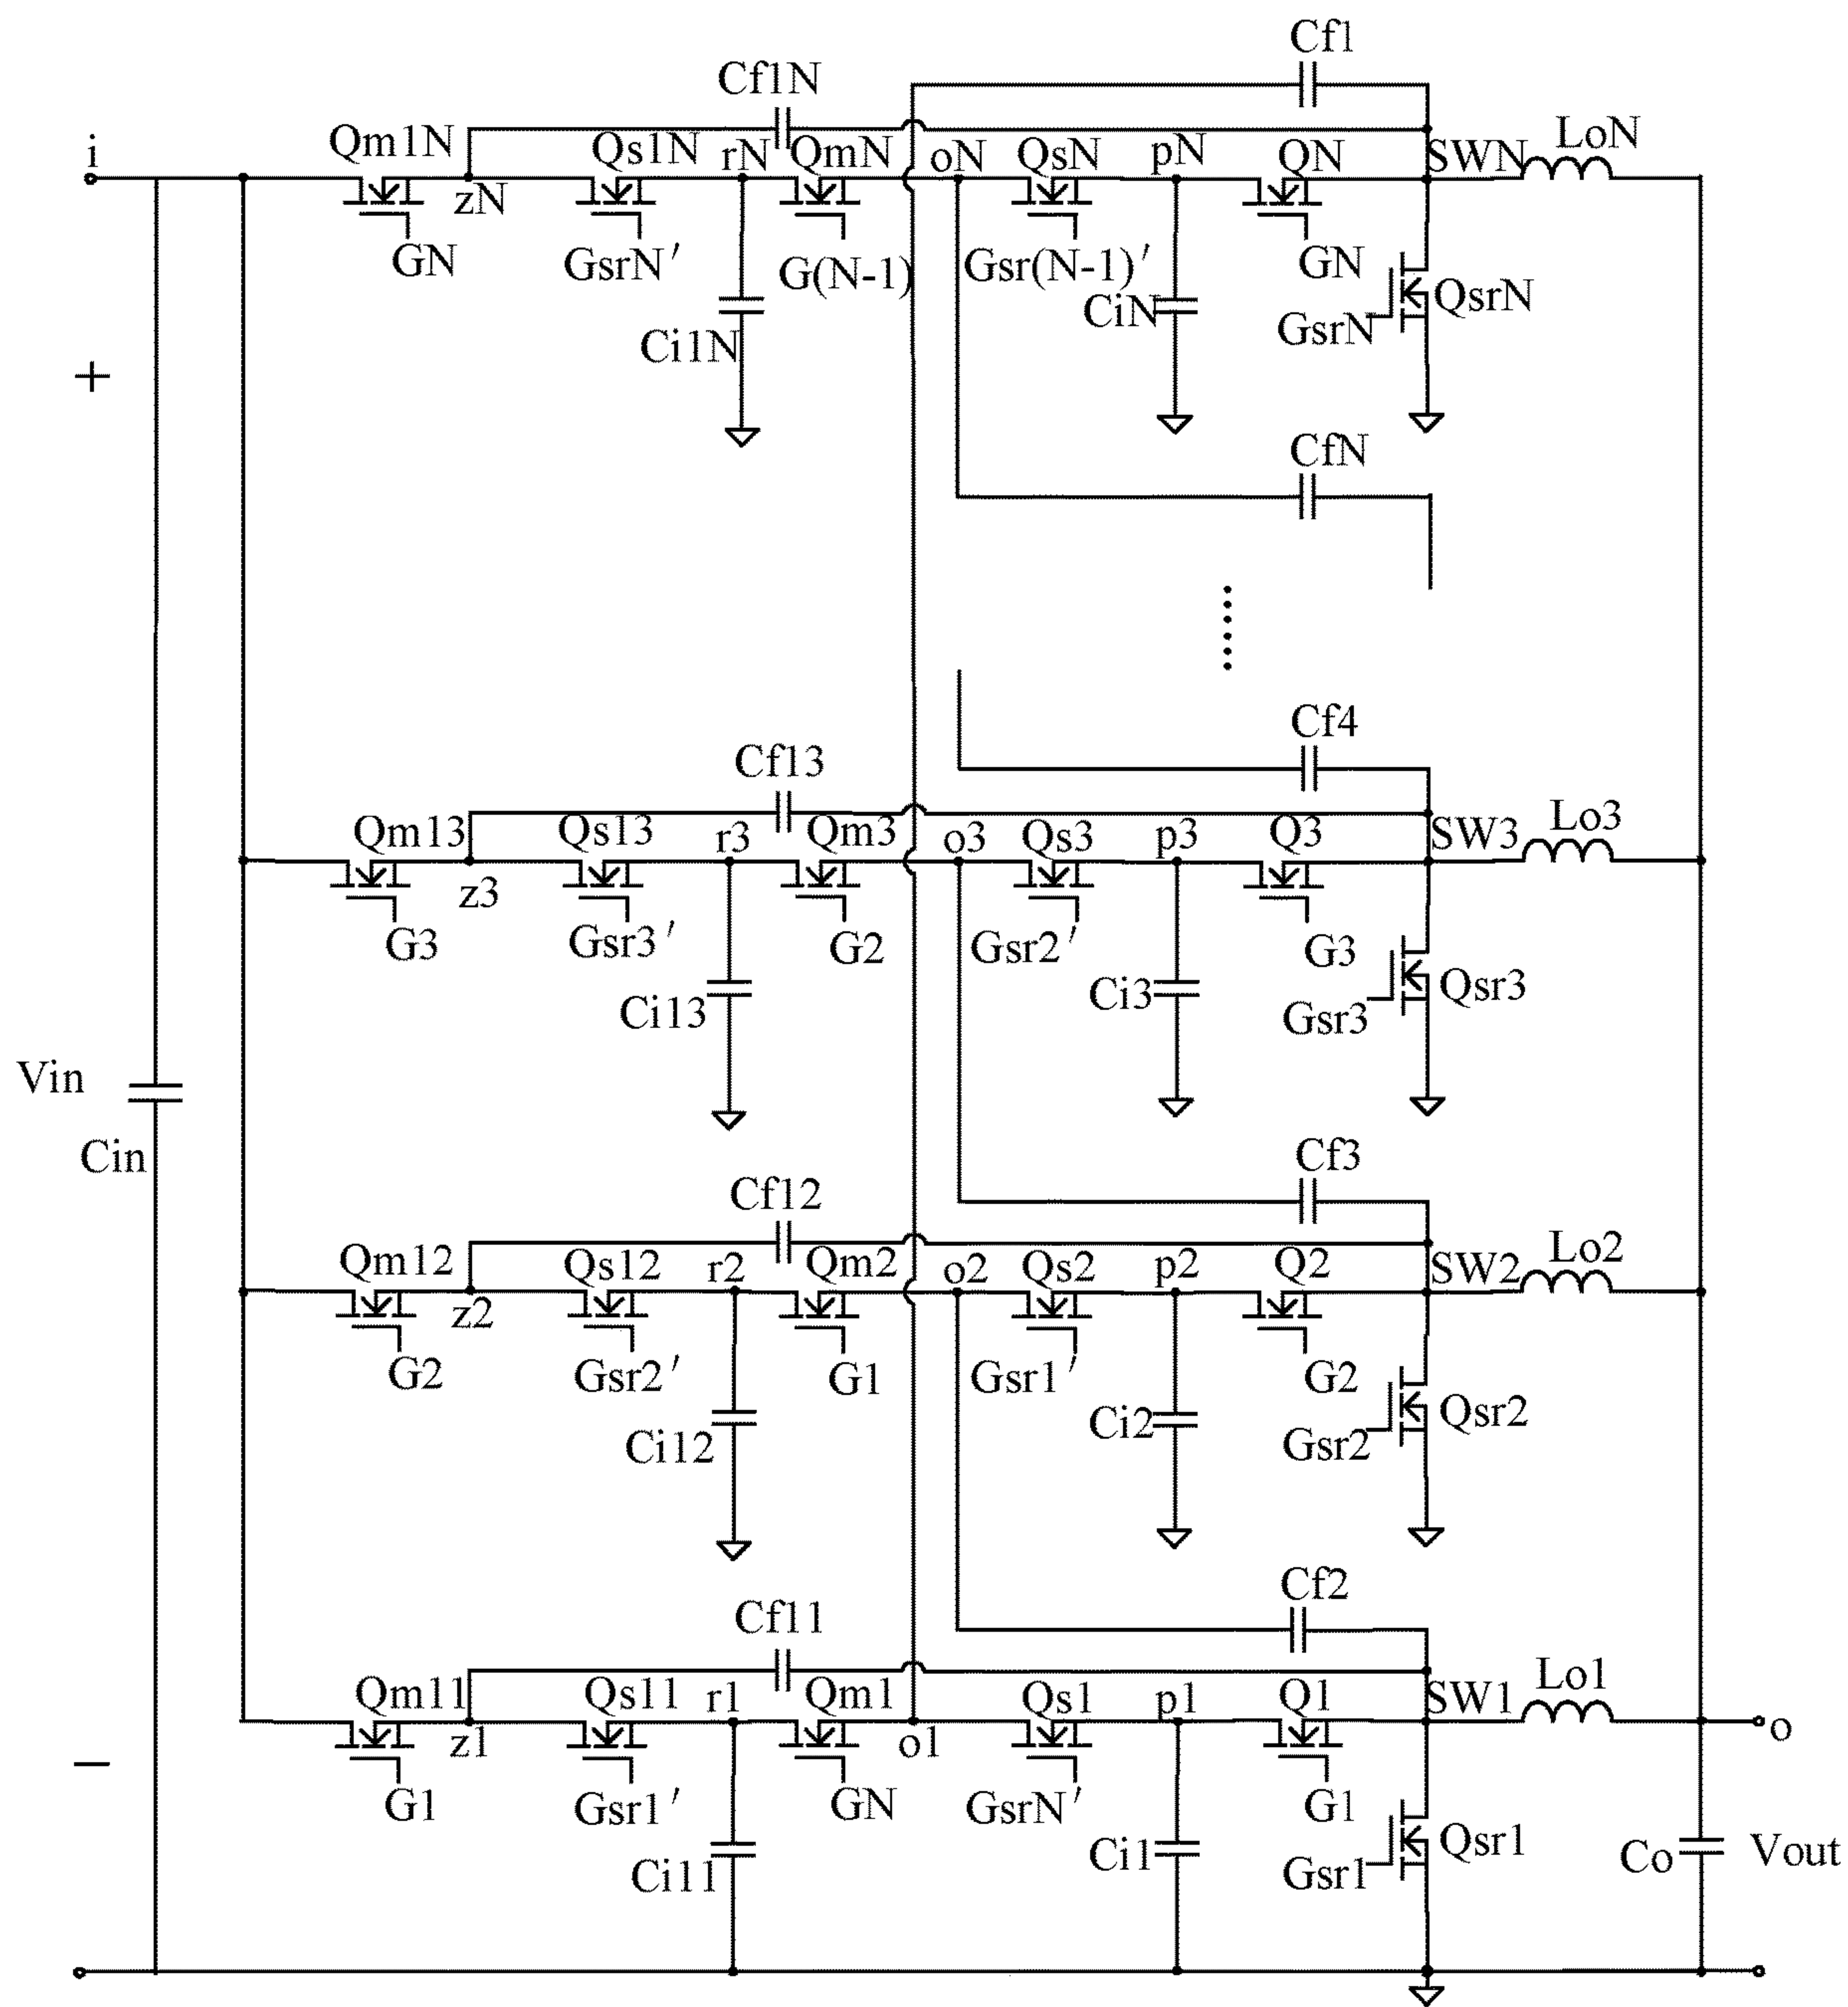 Cf1
Cf1N
i
Qm1N
Qs1N
rN
QmN
oN
QsN
pN
QN
SWN
LoN
zN
GN
GsrN'
G(N-1)
Gsr(N-1)'
GN
Ci1N
CiN
GsrN
QsrN
+
CfN
......
Cf4
Cf13
Qm13
Qs13
r3
Qm3
o3
Qs3
p3
Q3
SW3
Lo3
z3
G3
Gsr3'
G2
Gsr2'
G3
Ci13
Ci3
Gsr3
Qsr3
Vin
Cin
Cf3
Cf12
Qm12
Qs12
r2
Qm2
o2
Qs2
p2
Q2
SW2
Lo2
z2
G2
Gsr2'
G1
Gsr1'
G2
Ci12
Ci2
Gsr2
Qsr2
Cf2
Cf11
Qm11
Qs11
r1
Qm1
Qs1
p1
Q1
SW1
Lo1
z1
o1
o
–
G1
Gsr1'
GN
GsrN'
G1
Ci11
Ci1
Gsr1
Qsr1
Co
Vout